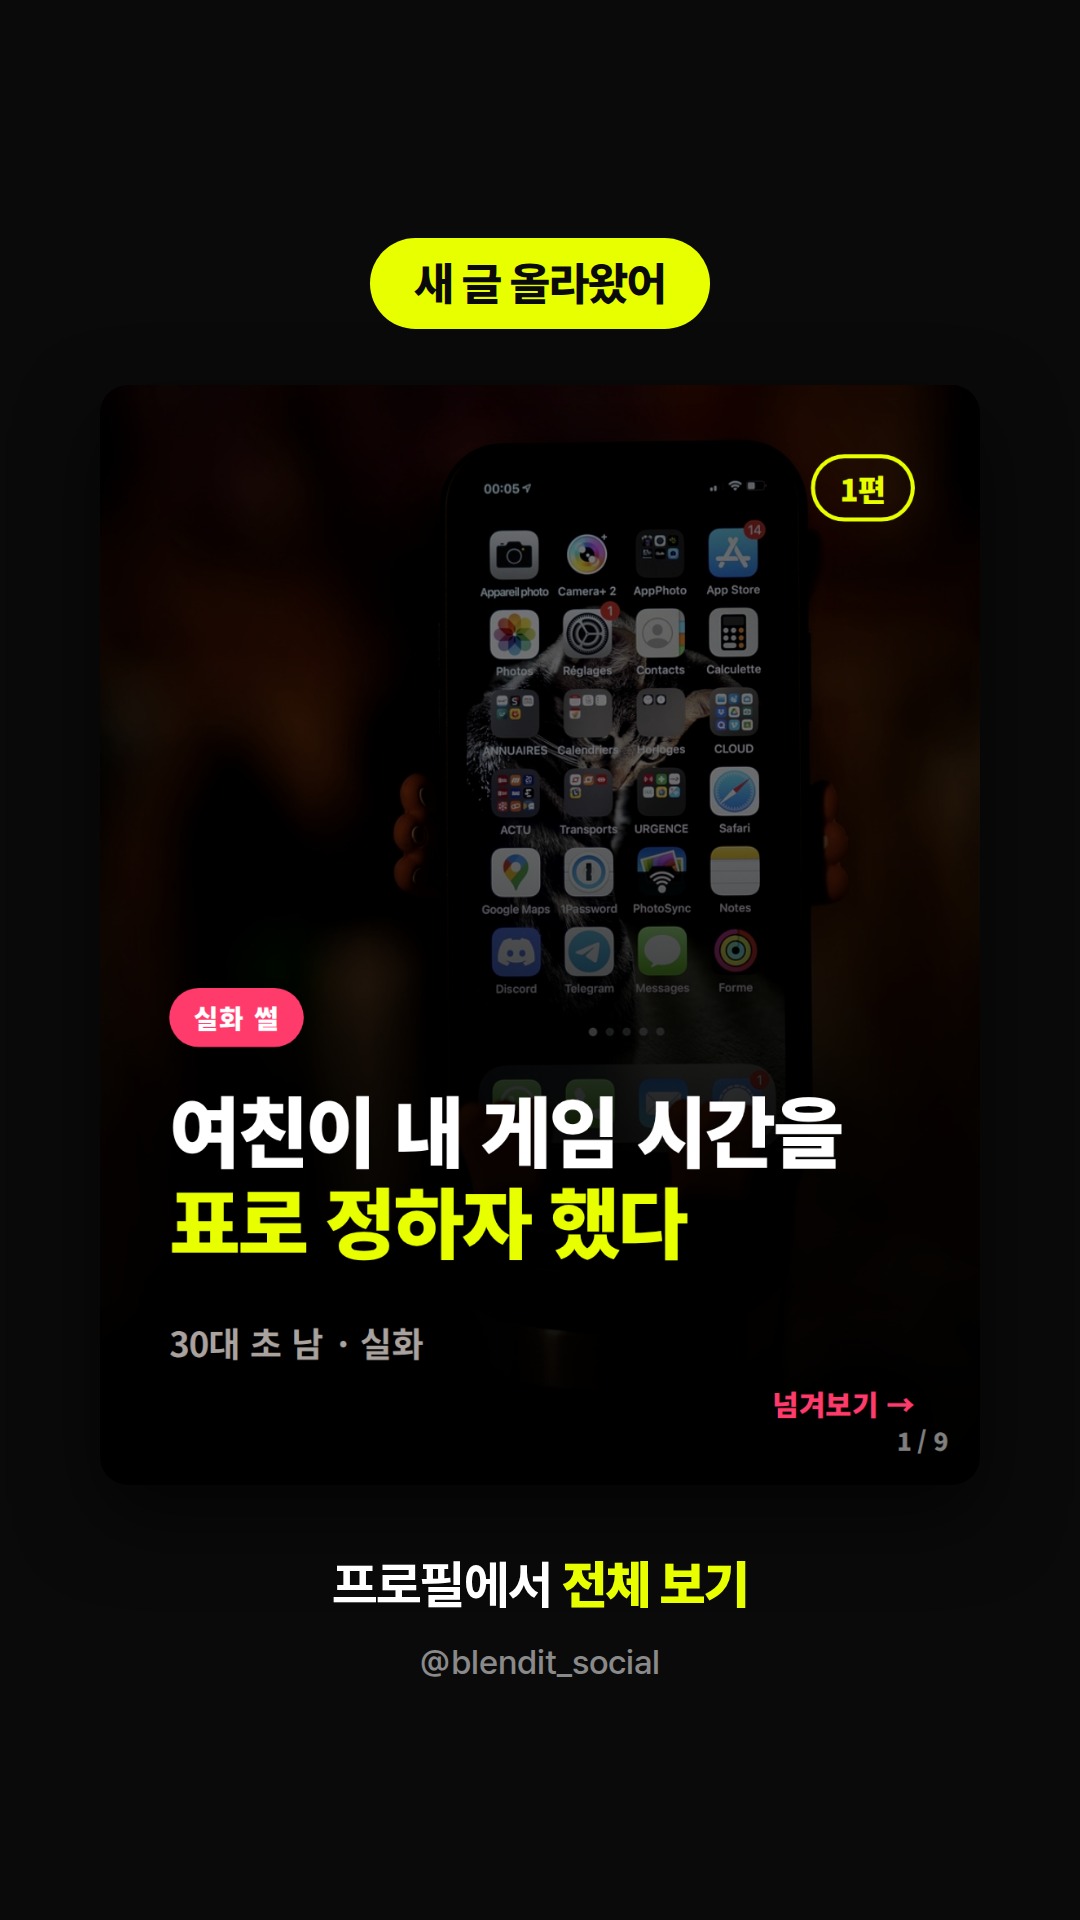 새 글 올라왔어
1편
00:05
14
Appareil photo Camera+ 2 AppPhoto App Store
1
Photos Réglages Contacts Calculette
ANNUAIRES Calendriers Horloges CLOUD
ACTU Transports URGENCE Safari
Google Maps 1Password PhotoSync Notes
Discord Telegram Messages Forme
1
실화 썰
여친이 내 게임 시간을
표로 정하자 했다
30대 초 남 · 실화
넘겨보기 →
1 / 9
프로필에서 전체 보기
@blendit_social